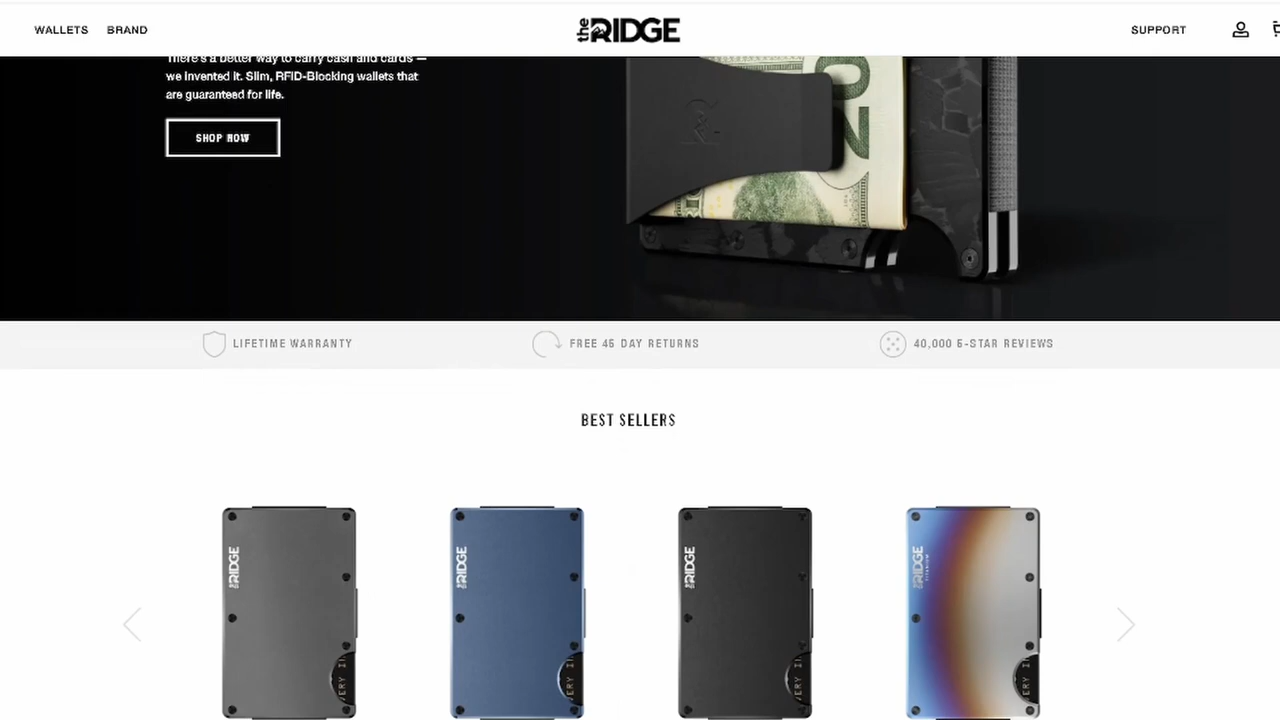 WALLETS BRAND the RIDGE SUPPORT
There's a better way to carry cash and cards —
we invented it. Slim, RFID-Blocking wallets that
are guaranteed for life.
SHOP NOW
20
LIFETIME WARRANTY FREE 45 DAY RETURNS 40,000 5-STAR REVIEWS
BEST SELLERS
THE RIDGE THE RIDGE THE RIDGE THE RIDGE TITANIUM